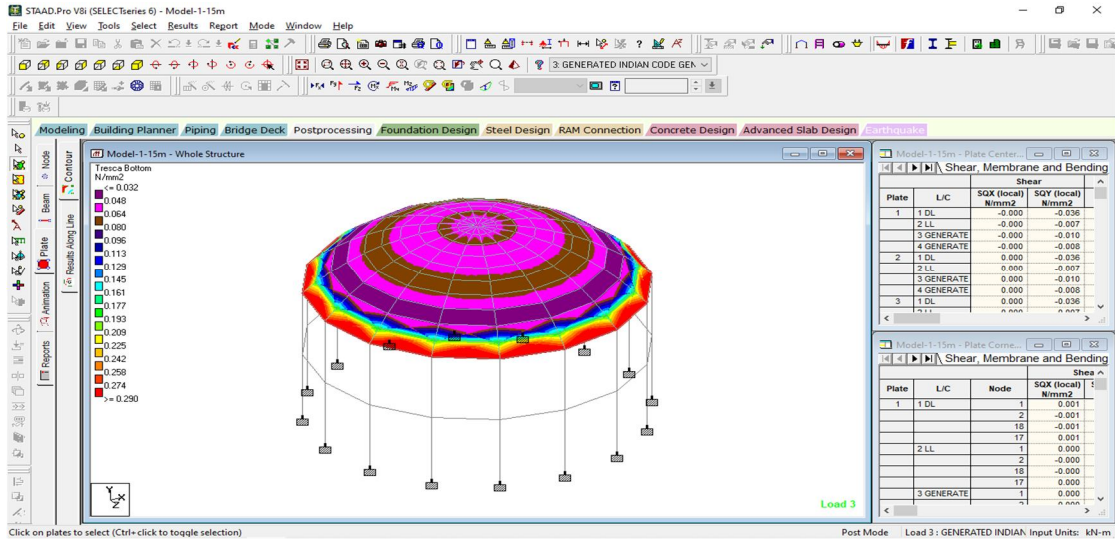 STAAD.Pro V8i (SELECTseries 6) - Model-1-15m
File Edit View Tools Select Results Report Mode Window Help
3: GENERATED INDIAN CODE GEN
Modeling Building Planner Piping Bridge Deck Postprocessing Foundation Design Steel Design RAM Connection Concrete Design Advanced Slab Design Earthquake
Node
Beam
Plate
Animation
Reports
Contour
Results Along Line
Model-1-15m - Whole Structure
Tresca Bottom
N/mm2
<= 0.032
0.048
0.064
0.080
0.096
0.113
0.129
0.145
0.161
0.177
0.193
0.209
0.225
0.242
0.258
0.274
>= 0.290
Y
X
Z
Load 3
Model-1-15m - Plate Center...
Shear, Membrane and Bending
Shear
Plate L/C SQX (local) N/mm2 SQY (local) N/mm2
1 1 DL -0.000 -0.036
2 LL -0.000 -0.007
3 GENERATE -0.000 -0.010
4 GENERATE -0.000 -0.008
2 1 DL 0.000 -0.036
2 LL 0.000 -0.007
3 GENERATE 0.000 -0.010
4 GENERATE 0.000 -0.008
3 1 DL 0.000 -0.036
Model-1-15m - Plate Corne...
Shear, Membrane and Bending
Shea
Plate L/C Node SQX (local) N/mm2
1 1 DL 1 0.001
2 -0.001
18 -0.001
17 0.001
2 LL 1 0.000
2 -0.000
18 -0.000
17 0.000
3 GENERATE 1 0.000
Click on plates to select (Ctrl+click to toggle selection)
Post Mode Load 3 : GENERATED INDIAN Input Units: kN-m